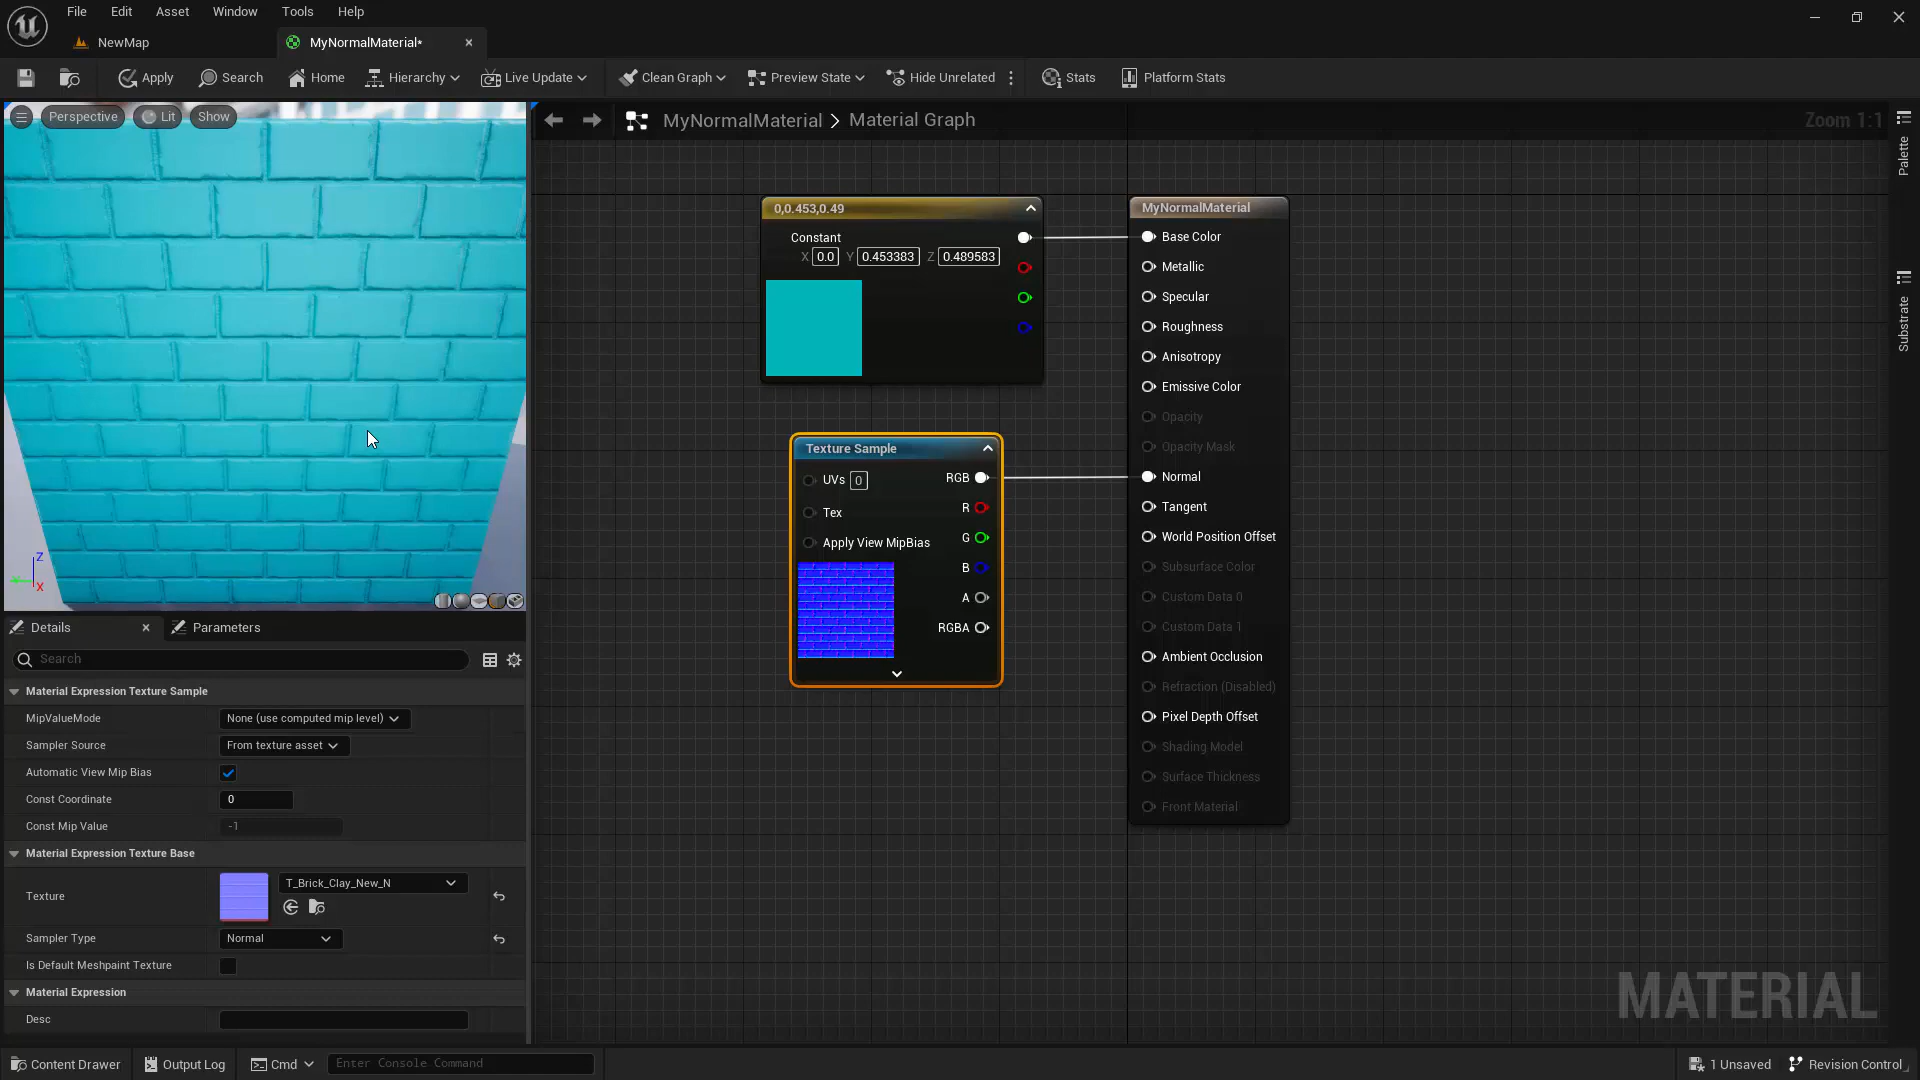 File Edit Asset Window Tools Help
NewMap
MyNormalMaterial*
Apply Search Home Hierarchy Live Update Clean Graph Preview State Hide Unrelated Stats Platform Stats
Perspective Lit Show
MyNormalMaterial > Material Graph
Zoom 1:1
Palette
Substrate
0,0.453,0.49
Constant
X 0.0 Y 0.453383 Z 0.489583
Texture Sample
UVs 0 RGB
Tex R
Apply View MipBias G
B
A
RGBA
MyNormalMaterial
Base Color
Metallic
Specular
Roughness
Anisotropy
Emissive Color
Opacity
Opacity Mask
Normal
Tangent
World Position Offset
Subsurface Color
Custom Data 0
Custom Data 1
Ambient Occlusion
Refraction (Disabled)
Pixel Depth Offset
Shading Model
Surface Thickness
Front Material
Z
Y
X
Details Parameters
Search
Material Expression Texture Sample
MipValueMode None (use computed mip level)
Sampler Source From texture asset
Automatic View Mip Bias
Const Coordinate 0
Const Mip Value -1
Material Expression Texture Base
Texture T_Brick_Clay_New_N
Sampler Type Normal
Is Default Meshpaint Texture
Material Expression
Desc
MATERIAL
Content Drawer Output Log Cmd Enter Console Command 1 Unsaved Revision Control